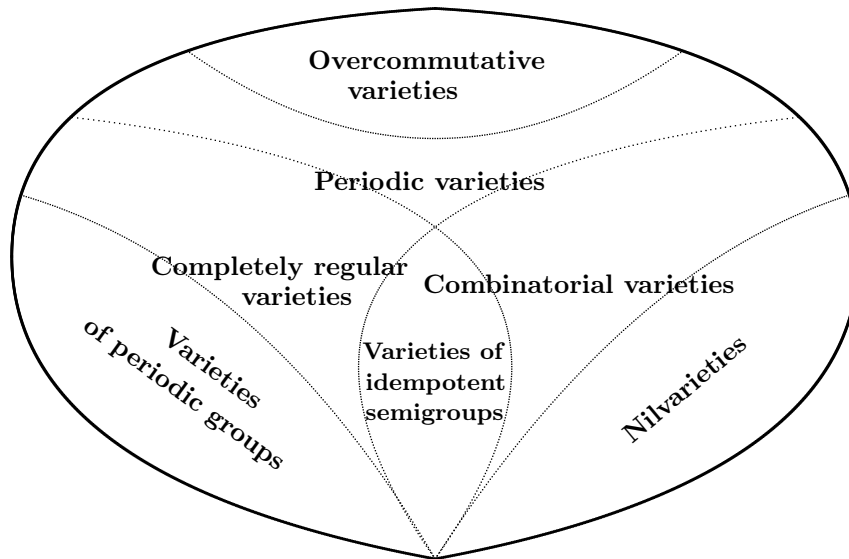 Overcommutative
varieties
Periodic varieties
Completely regular
varieties
Combinatorial varieties
Varieties
of periodic groups
Varieties of
idempotent
semigroups
Nilvarieties